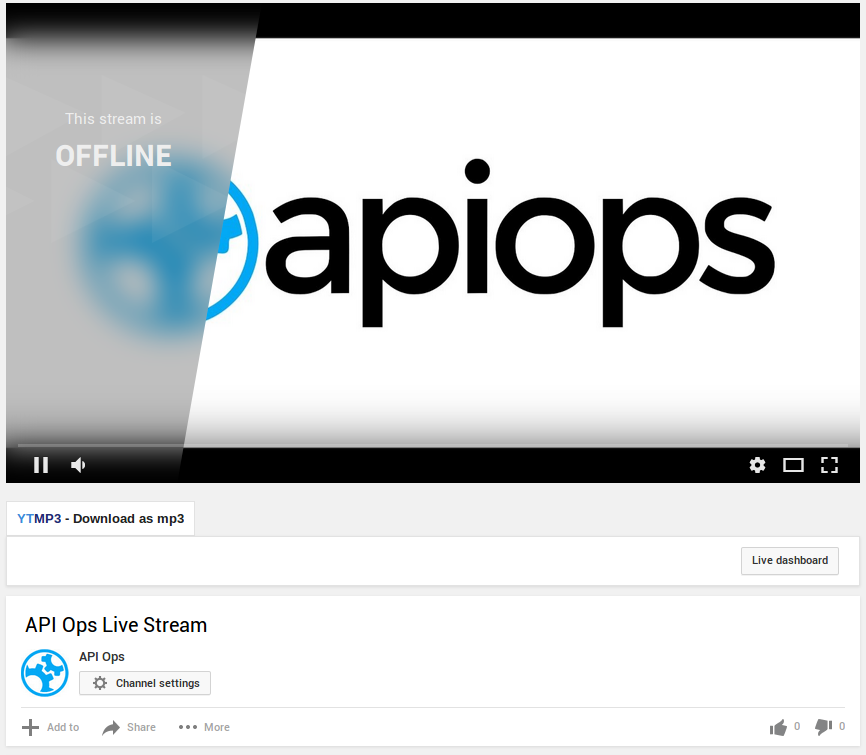 This stream is
OFFLINE
apiops
YTMP3 - Download as mp3
Live dashboard
API Ops Live Stream
API Ops
Channel settings
Add to Share More 0 0